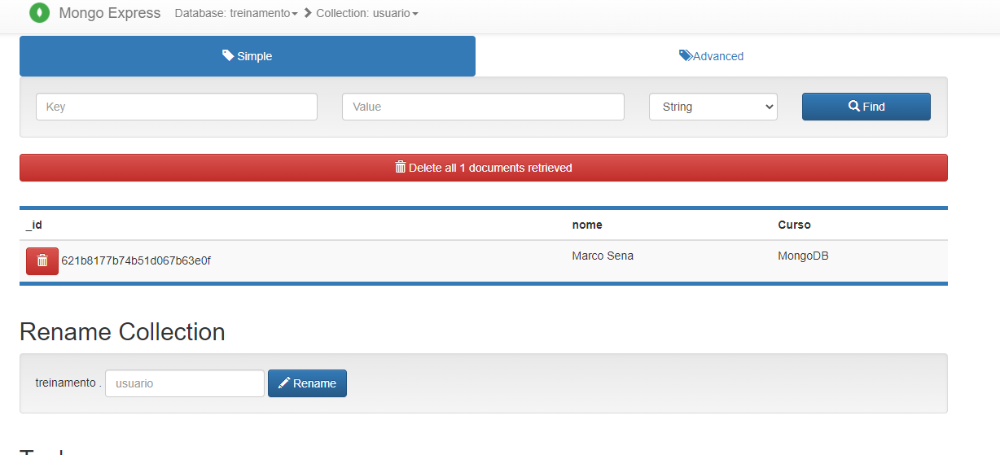 Mongo Express Database: treinamento Collection: usuario
Simple Advanced
Key Value String Find
Delete all 1 documents retrieved
_id nome Curso
621b8177b74b51d067b63e0f Marco Sena MongoDB
Rename Collection
treinamento . usuario Rename